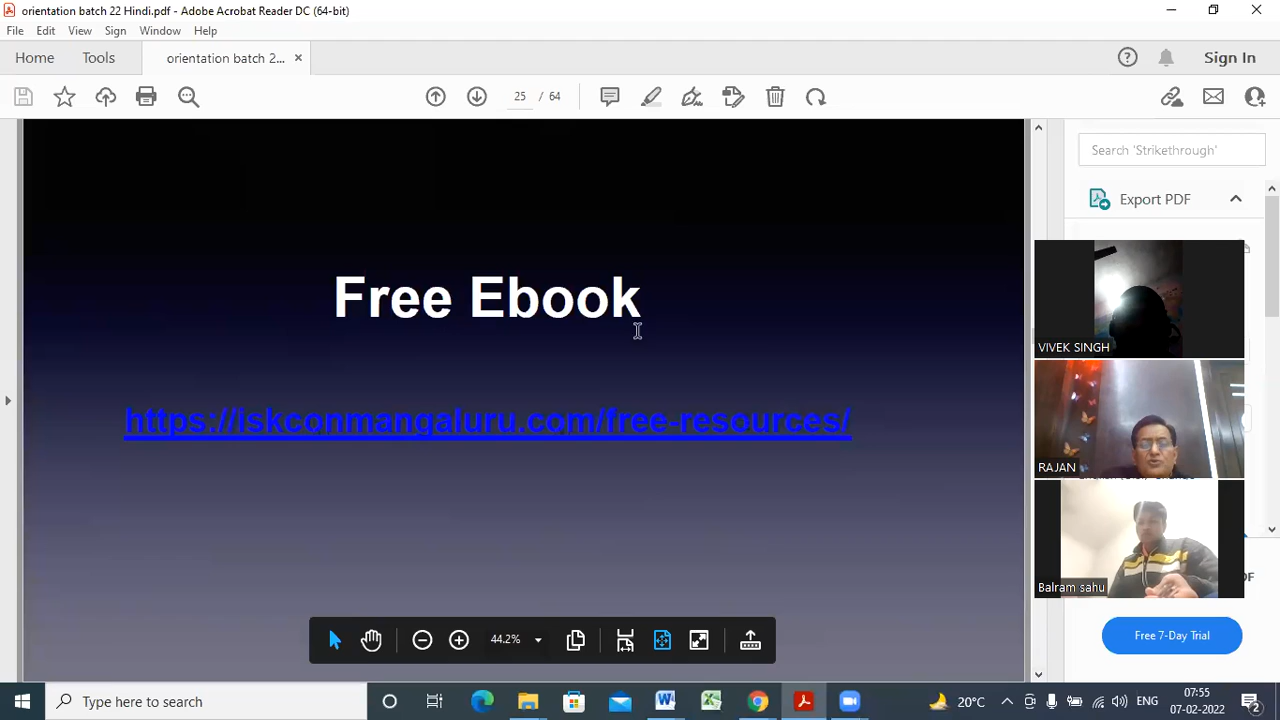 orientation batch 22 Hindi.pdf - Adobe Acrobat Reader DC (64-bit)
File Edit View Sign Window Help
Home Tools orientation batch 2... Sign In
25 / 64
Search 'Strikethrough'
Export PDF
Free Ebook
https://iskconmangaluru.com/free-resources/
VIVEK SINGH
RAJAN
Balram sahu
44.2%
Free 7-Day Trial
Type here to search
20°C
ENG
07:55
07-02-2022
2